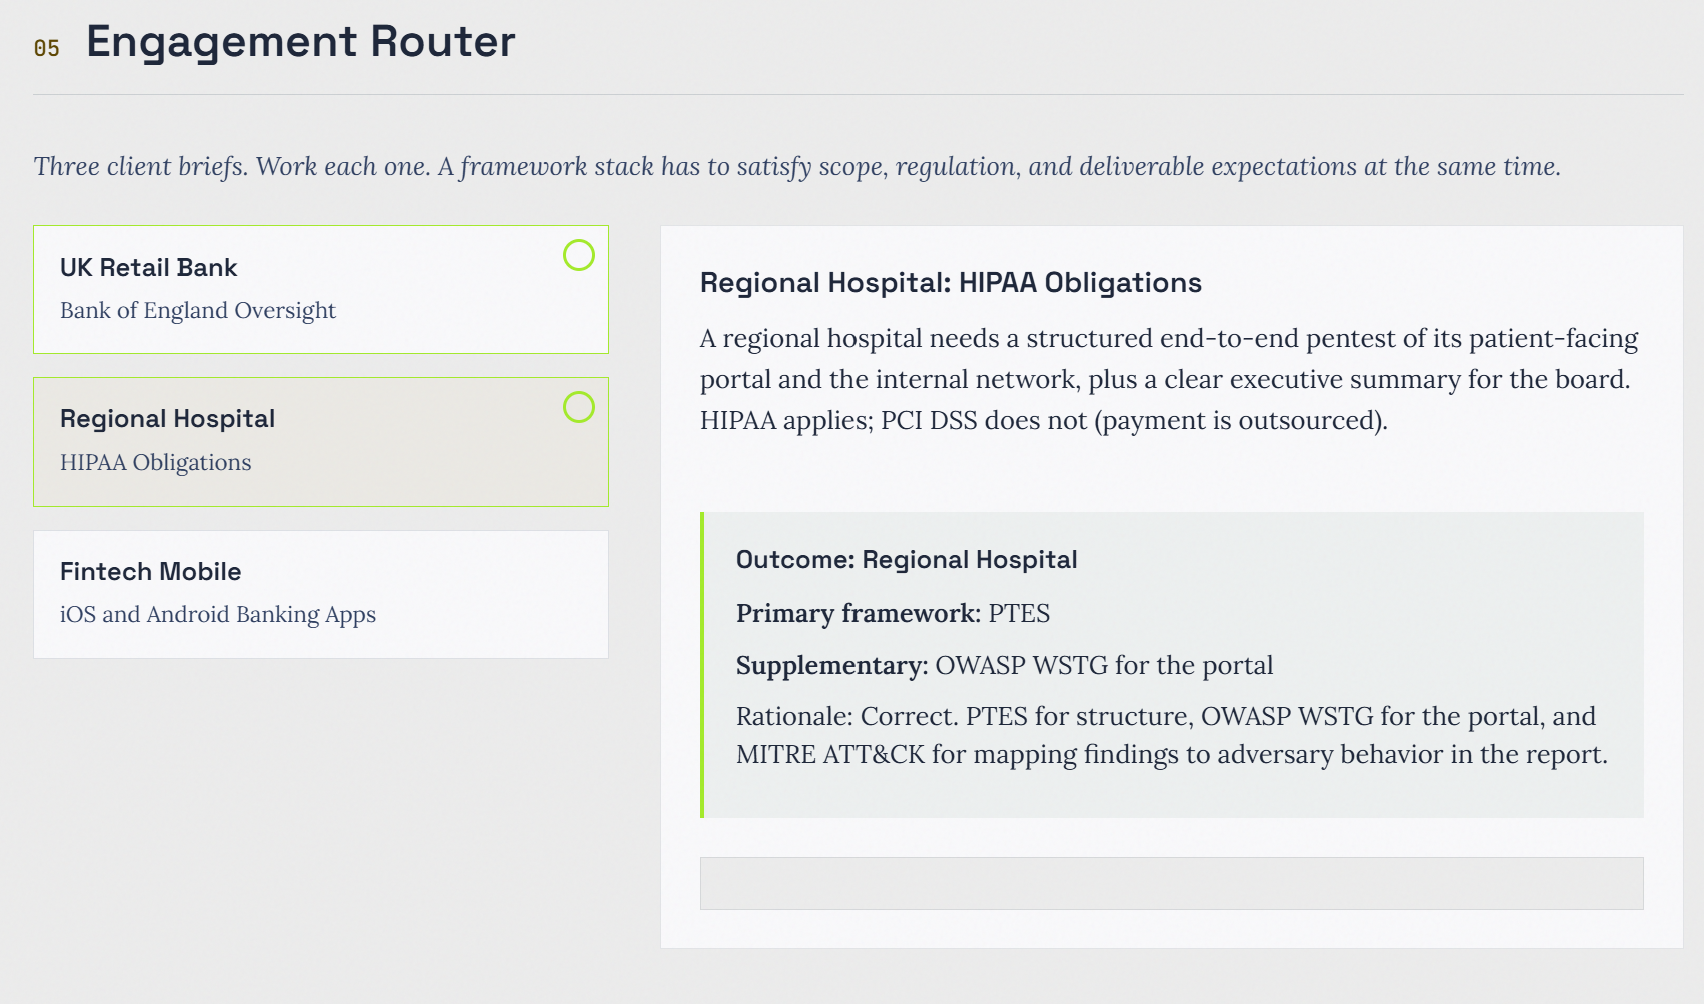 05 Engagement Router
Three client briefs. Work each one. A framework stack has to satisfy scope, regulation, and deliverable expectations at the same time.
UK Retail Bank
Bank of England Oversight
Regional Hospital
HIPAA Obligations
Fintech Mobile
iOS and Android Banking Apps
Regional Hospital: HIPAA Obligations
A regional hospital needs a structured end-to-end pentest of its patient-facing
portal and the internal network, plus a clear executive summary for the board.
HIPAA applies; PCI DSS does not (payment is outsourced).
Outcome: Regional Hospital
Primary framework: PTES
Supplementary: OWASP WSTG for the portal
Rationale: Correct. PTES for structure, OWASP WSTG for the portal, and
MITRE ATT&CK for mapping findings to adversary behavior in the report.